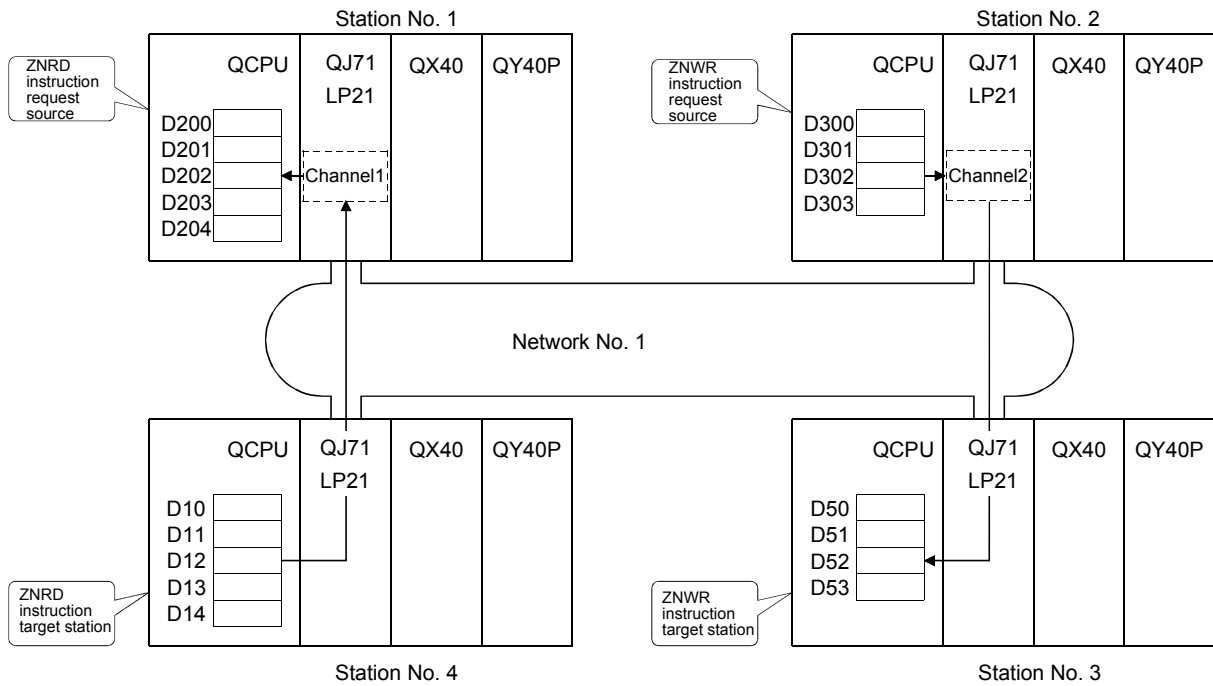 Station No. 1
ZNRD
instruction
request
source
QCPU
QJ71
LP21
QX40
QY40P
D200
D201
D202
D203
D204
Channel1
Station No. 2
ZNWR
instruction
request
source
QCPU
QJ71
LP21
QX40
QY40P
D300
D301
D302
D303
Channel2
Network No. 1
QCPU
QJ71
LP21
QX40
QY40P
D10
D11
D12
D13
D14
ZNRD
instruction
target station
Station No. 4
QCPU
QJ71
LP21
QX40
QY40P
D50
D51
D52
D53
ZNWR
instruction
target station
Station No. 3